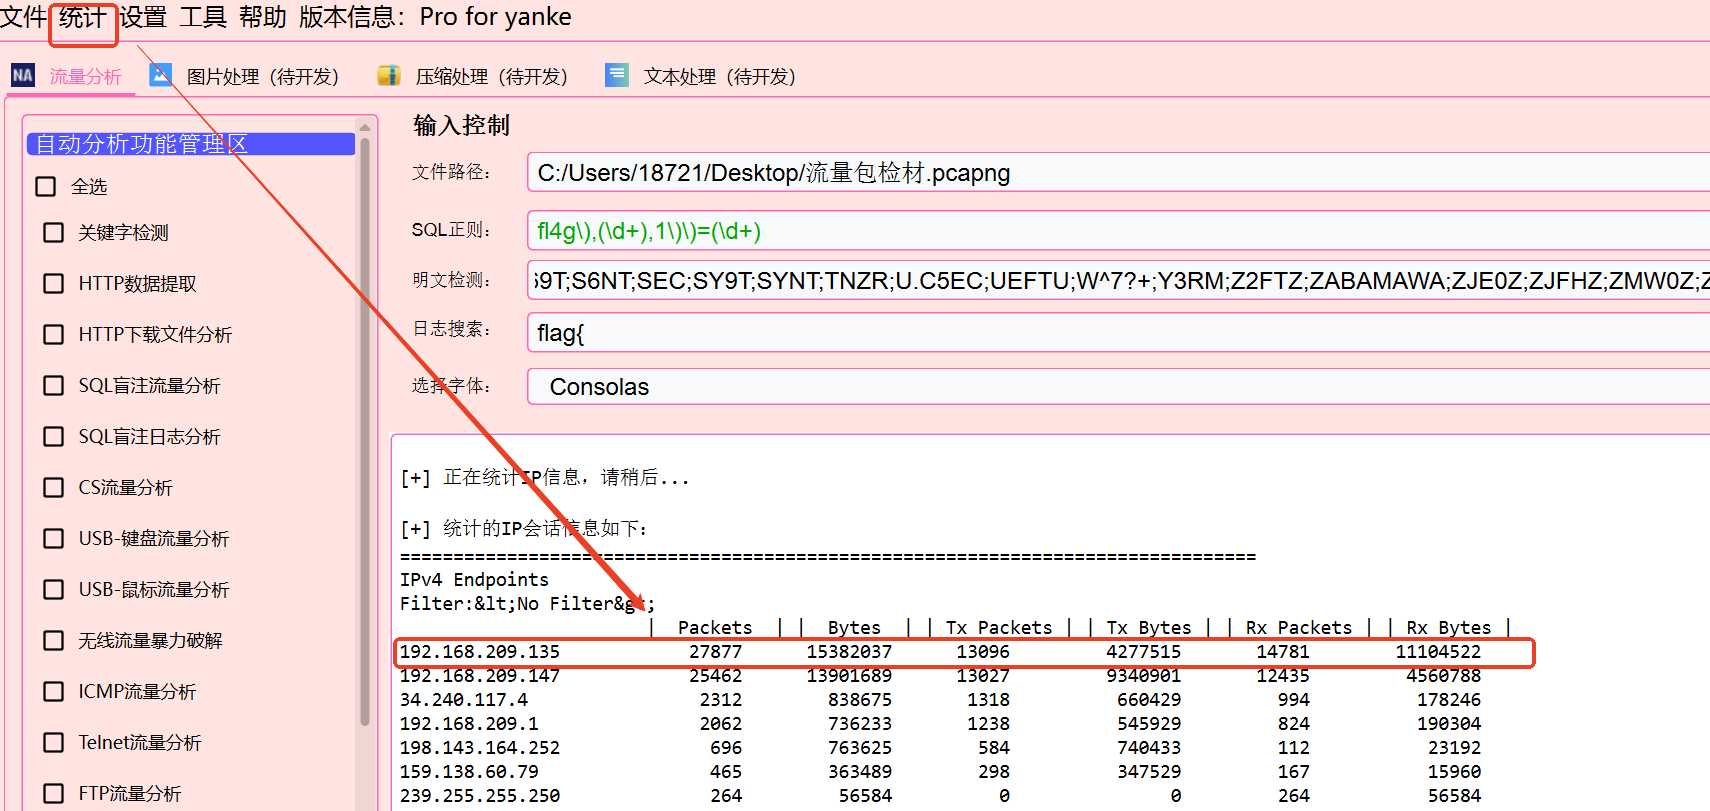 文件 统计 设置 工具 帮助 版本信息：Pro for yanke
NA 流量分析 图片处理（待开发） 压缩处理（待开发） 文本处理（待开发）
自动分析功能管理区
全选
关键字检测
HTTP数据提取
HTTP下载文件分析
SQL盲注流量分析
SQL盲注日志分析
CS流量分析
USB-键盘流量分析
USB-鼠标流量分析
无线流量暴力破解
ICMP流量分析
Telnet流量分析
FTP流量分析
输入控制
文件路径： C:/Users/18721/Desktop/流量包检材.pcapng
SQL正则： fl4g\),(\d+),1\)\)=(\d+)
明文检测： 69T;S6NT;SEC;SY9T;SYNT;TNZR;U.C5EC;UEFTU;W^7?+;Y3RM;Z2FTZ;ZABAMAWA;ZJE0Z;ZJFHZ;ZMW0Z;Z
日志搜索： flag{
选择字体： Consolas
[+] 正在统计IP信息，请稍后...
[+] 统计的IP会话信息如下：
================================================================================
IPv4 Endpoints
Filter:&lt;No Filter&gt;
| Packets | | Bytes | | Tx Packets | | Tx Bytes | | Rx Packets | | Rx Bytes |
192.168.209.135 27877 15382037 13096 4277515 14781 11104522
192.168.209.147 25462 13901689 13027 9340901 12435 4560788
34.240.117.4 2312 838675 1318 660429 994 178246
192.168.209.1 2062 736233 1238 545929 824 190304
198.143.164.252 696 763625 584 740433 112 23192
159.138.60.79 465 363489 298 347529 167 15960
239.255.255.250 264 56584 0 0 264 56584